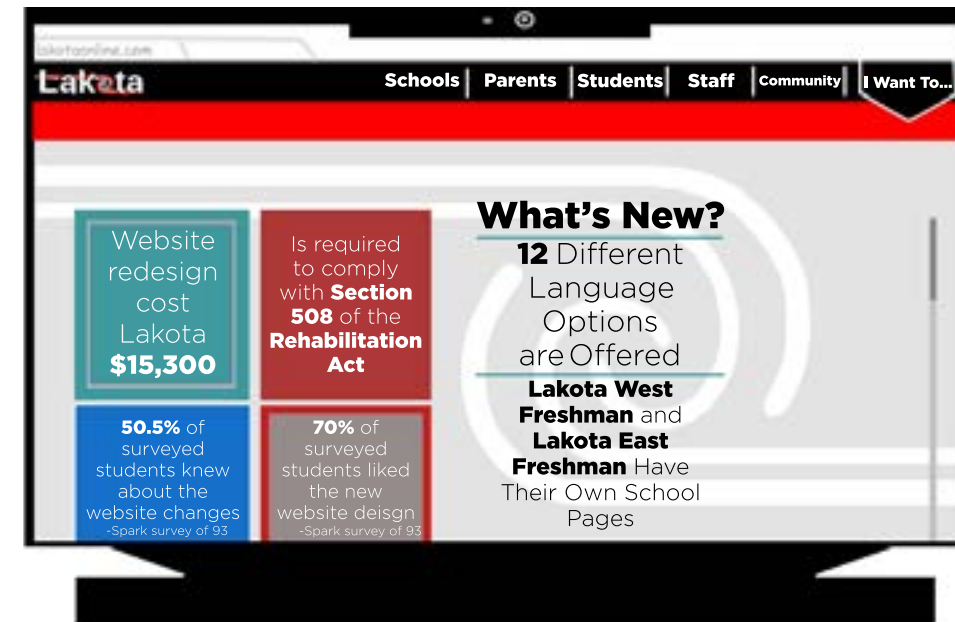 lakotaonline.com
Lakota
Schools Parents Students Staff Community I Want To...
Website
redesign
cost
Lakota
$15,300
Is required
to comply
with Section
508 of the
Rehabilitation
Act
50.5% of
surveyed
students knew
about the
website changes
-Spark survey of 93
70% of
surveyed
students liked
the new
website deisgn
-Spark survey of 93
What's New?
12 Different
Language
Options
are Offered
Lakota West
Freshman and
Lakota East
Freshman Have
Their Own School
Pages